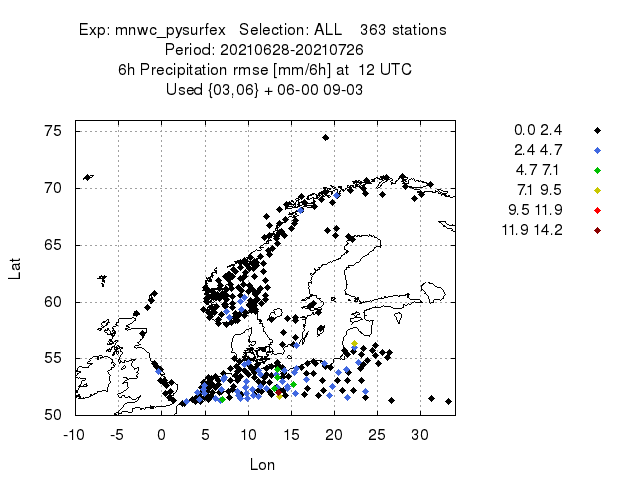 Exp: mnwc_pysurfex   Selection: ALL    363 stations
Period: 20210628-20210726
6h Precipitation rmse [mm/6h] at  12 UTC
Used {03,06} + 06-00 09-03
75
70
65
60
55
50
Lat
-10 -5 0 5 10 15 20 25 30
Lon
0.0 2.4
2.4 4.7
4.7 7.1
7.1 9.5
9.5 11.9
11.9 14.2